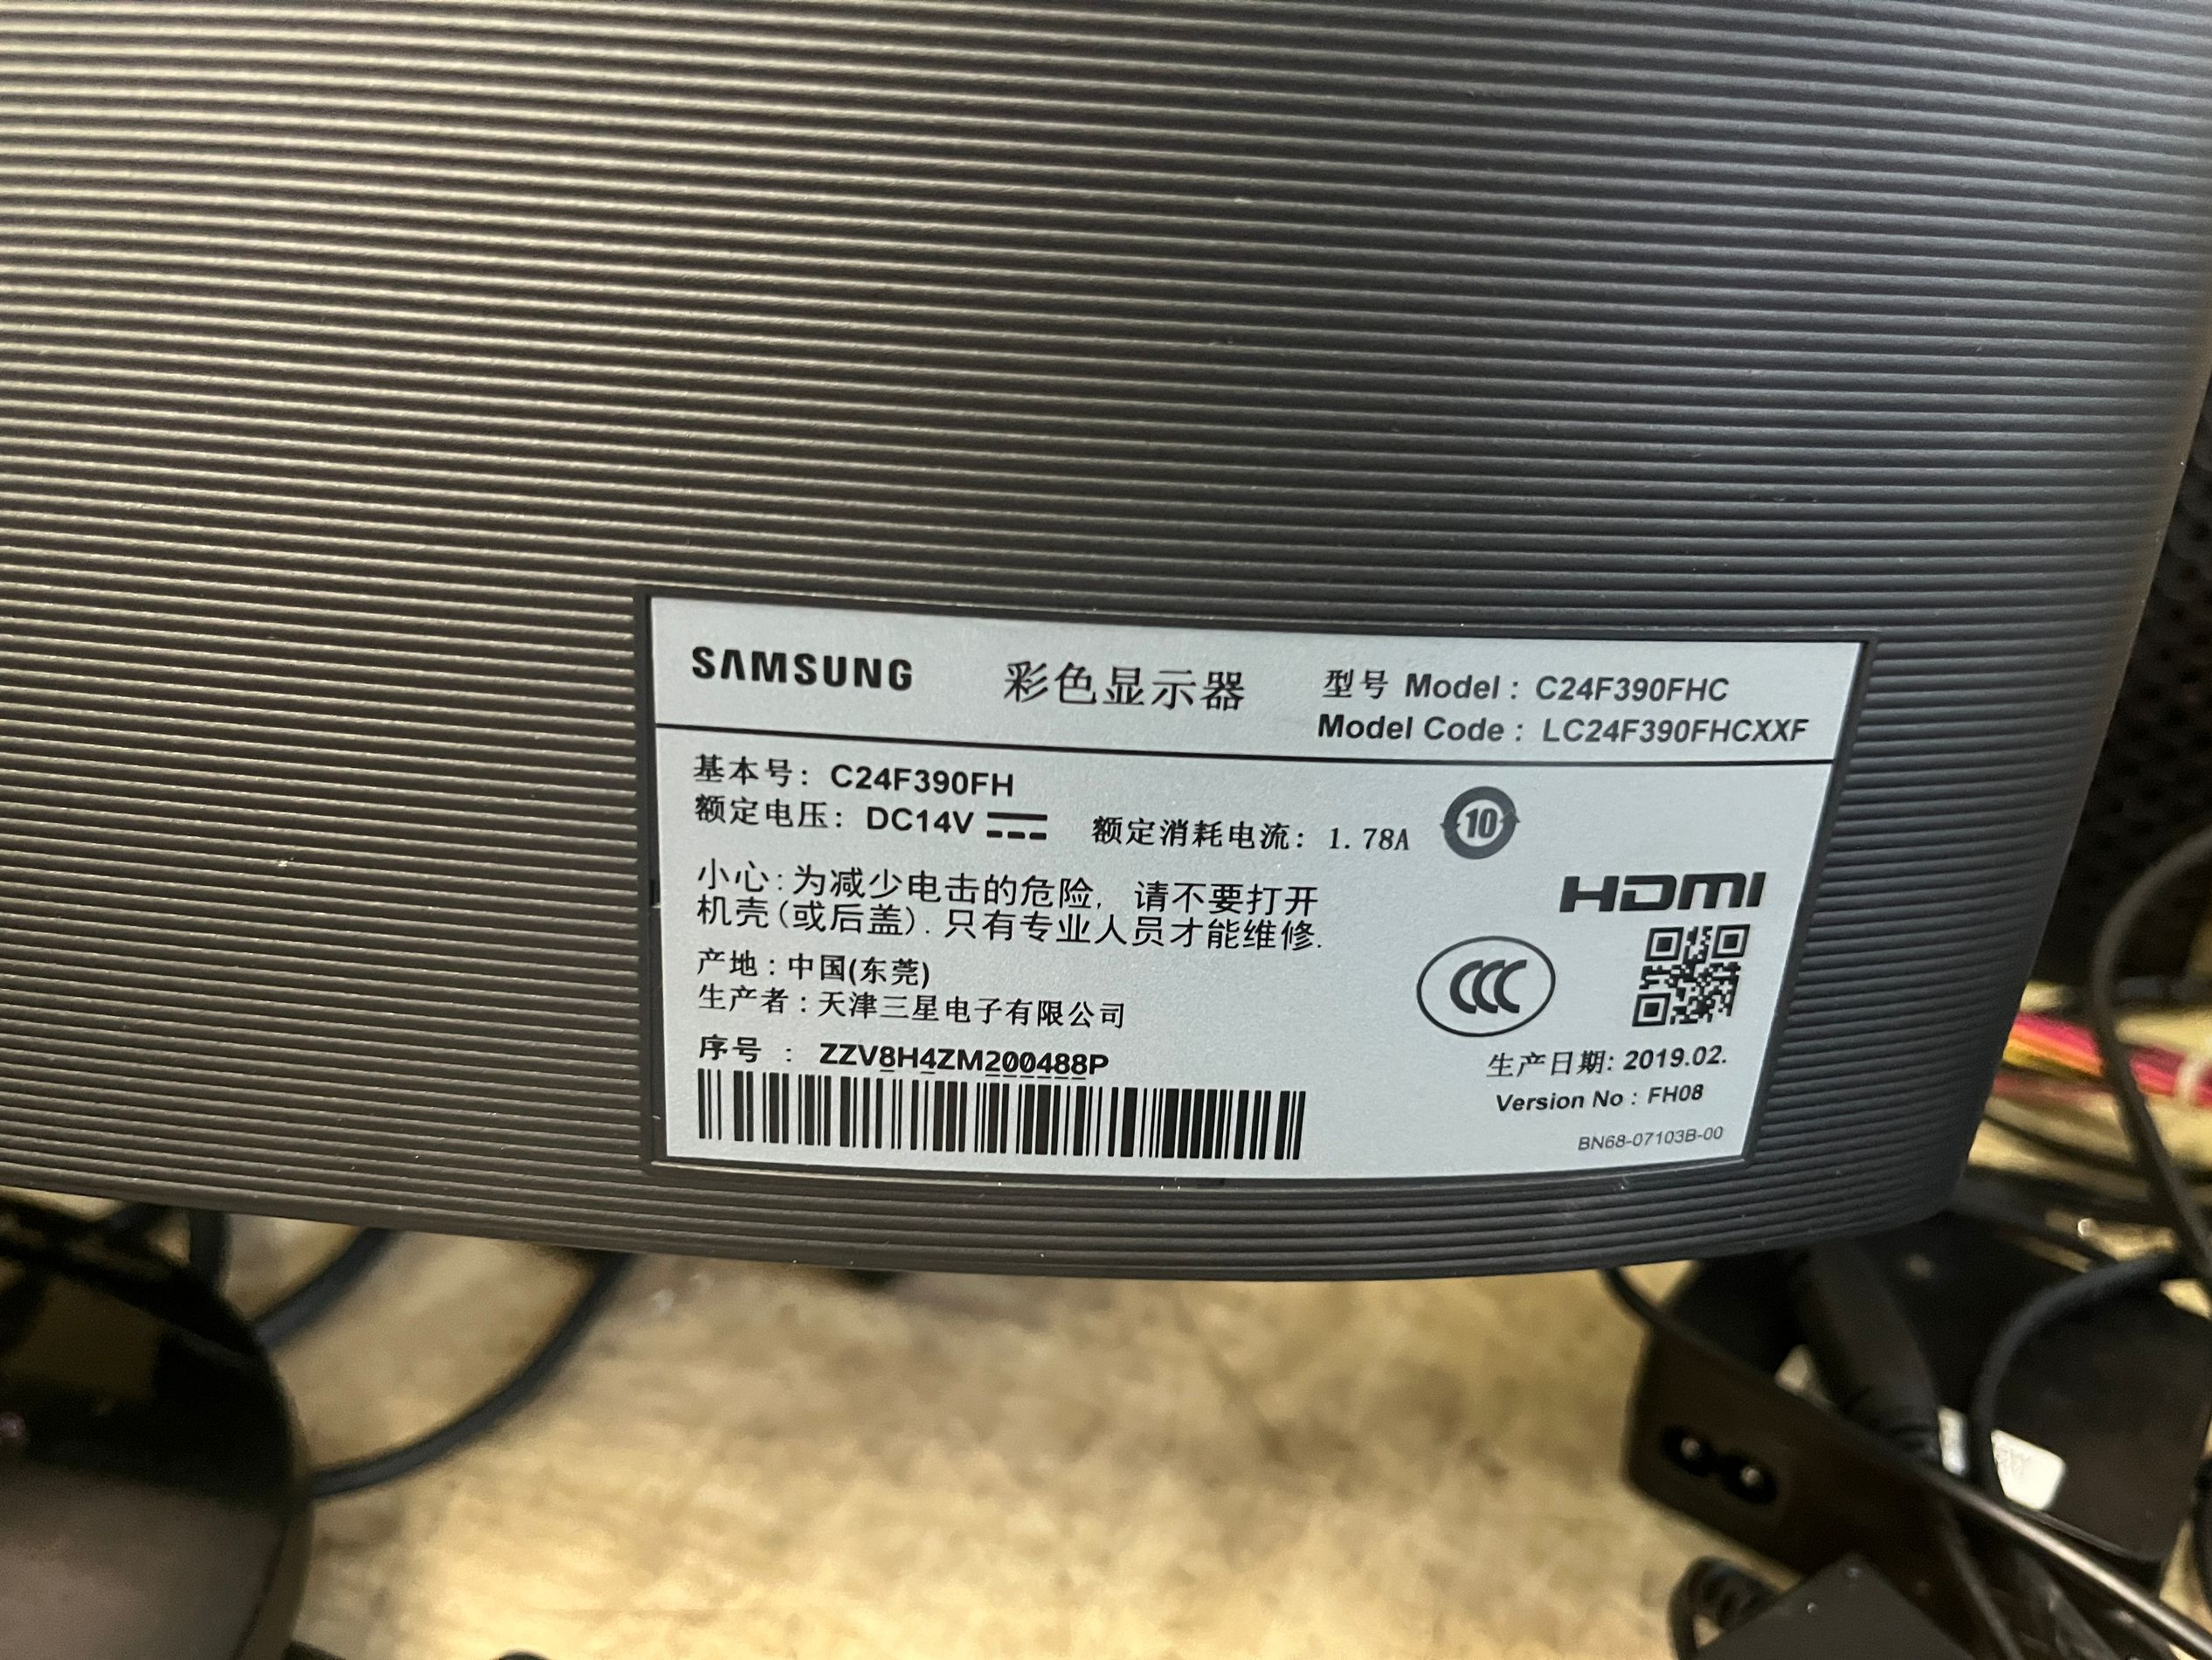 SAMSUNG 彩色显示器 型号 Model : C24F390FHC
Model Code : LC24F390FHCXXF
基本号: C24F390FH
额定电压: DC14V 额定消耗电流: 1.78A 10
小心:为减少电击的危险, 请不要打开
机壳(或后盖). 只有专业人员才能维修.
HDMI
产地 : 中国(东莞)
生产者 : 天津三星电子有限公司
CCC
序号 : ZZV8H4ZM200488P
生产日期: 2019.02.
Version No : FH08
BN68-07103B-00